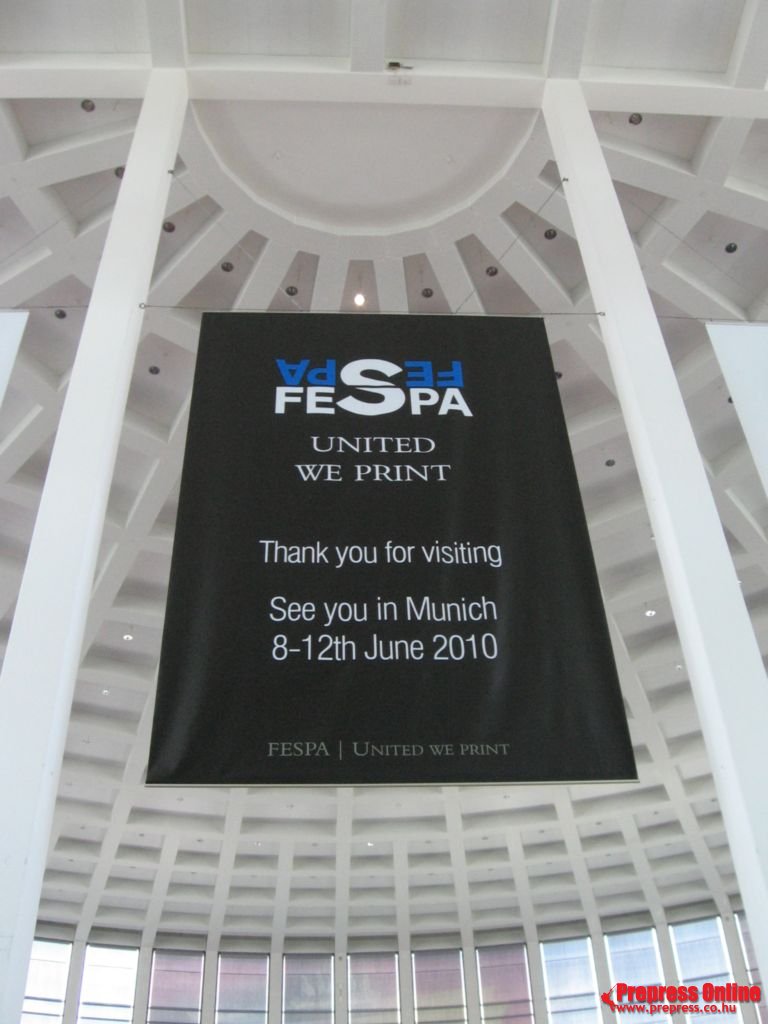 FESPA
FESPA
UNITED
WE PRINT
Thank you for visiting
See you in Munich
8-12th June 2010
FESPA | UNITED WE PRINT
Prepress Online
www.prepress.co.hu